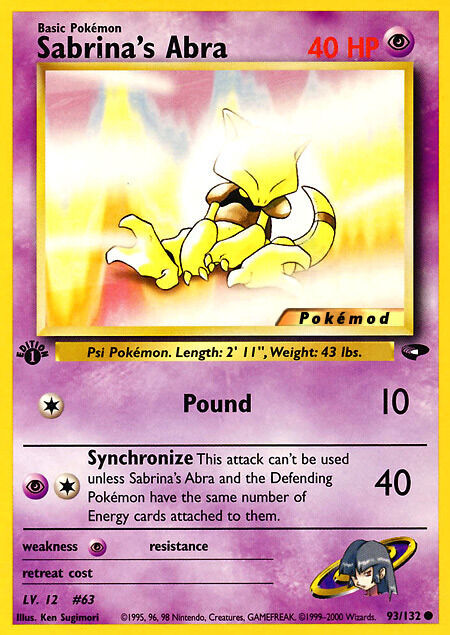 Basic Pokémon
Sabrina's Abra 40 HP
Pokémod
EDITION 1
Psi Pokémon. Length: 2' 11", Weight: 43 lbs.
Pound 10
Synchronize This attack can't be used
unless Sabrina's Abra and the Defending
Pokémon have the same number of
Energy cards attached to them.
40
weakness resistance
retreat cost
LV. 12 #63
Illus. Ken Sugimori ©1995, 96, 98 Nintendo, Creatures, GAMEFREAK. ©1999-2000 Wizards. 93/132